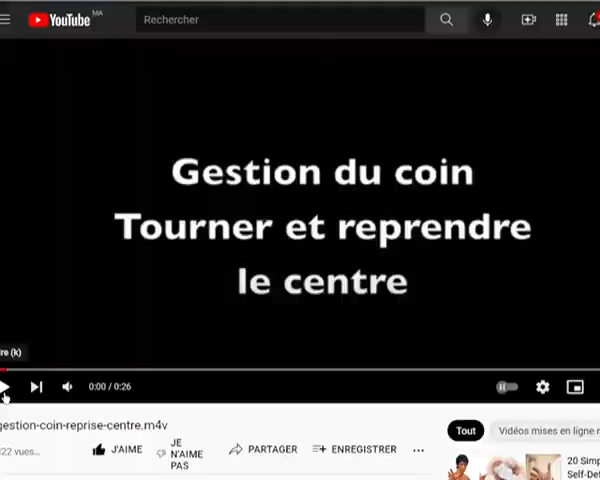 YouTube MA
Rechercher
Gestion du coin
Tourner et reprendre
le centre
re (k)
0:00 / 0:26
gestion-coin-reprise-centre.m4v
22 vues...
J'AIME
JE
N'AIME
PAS
PARTAGER
ENREGISTRER
...
Tout
Vidéos mises en ligne r
20 Simp
Self-Def